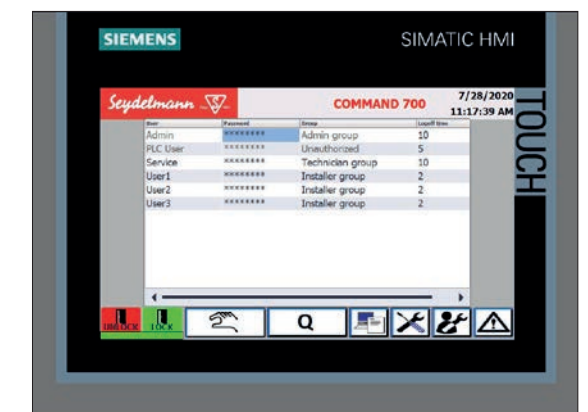 SIEMENS
SIMATIC HMI
TOUCH
Seydelmann
COMMAND 700
7/28/2020
11:17:39 AM
User Password Group Logoff time
Admin ******** Admin group 10
PLC User ******** Unauthorized 5
Service ******** Technician group 10
User1 ******** Installer group 2
User2 ******** Installer group 2
User3 ******** Installer group 2
UNLOCK LOCK Q